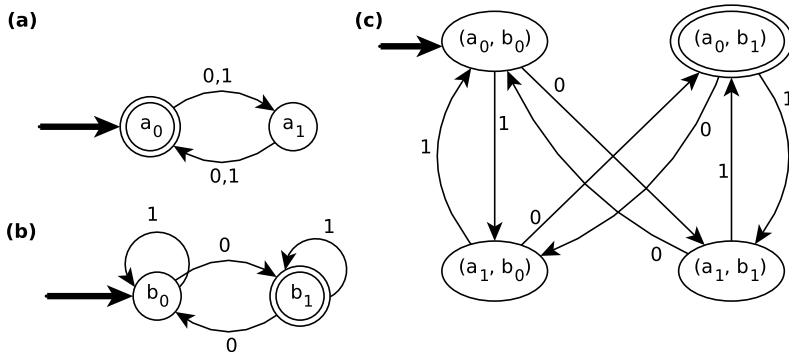 (a)
0,1
a0
a1
0,1
(b)
1
0
1
b0
b1
0
(c)
(a0, b0)
(a0, b1)
0
1
1
0
1
1
0
0
(a1, b0)
(a1, b1)